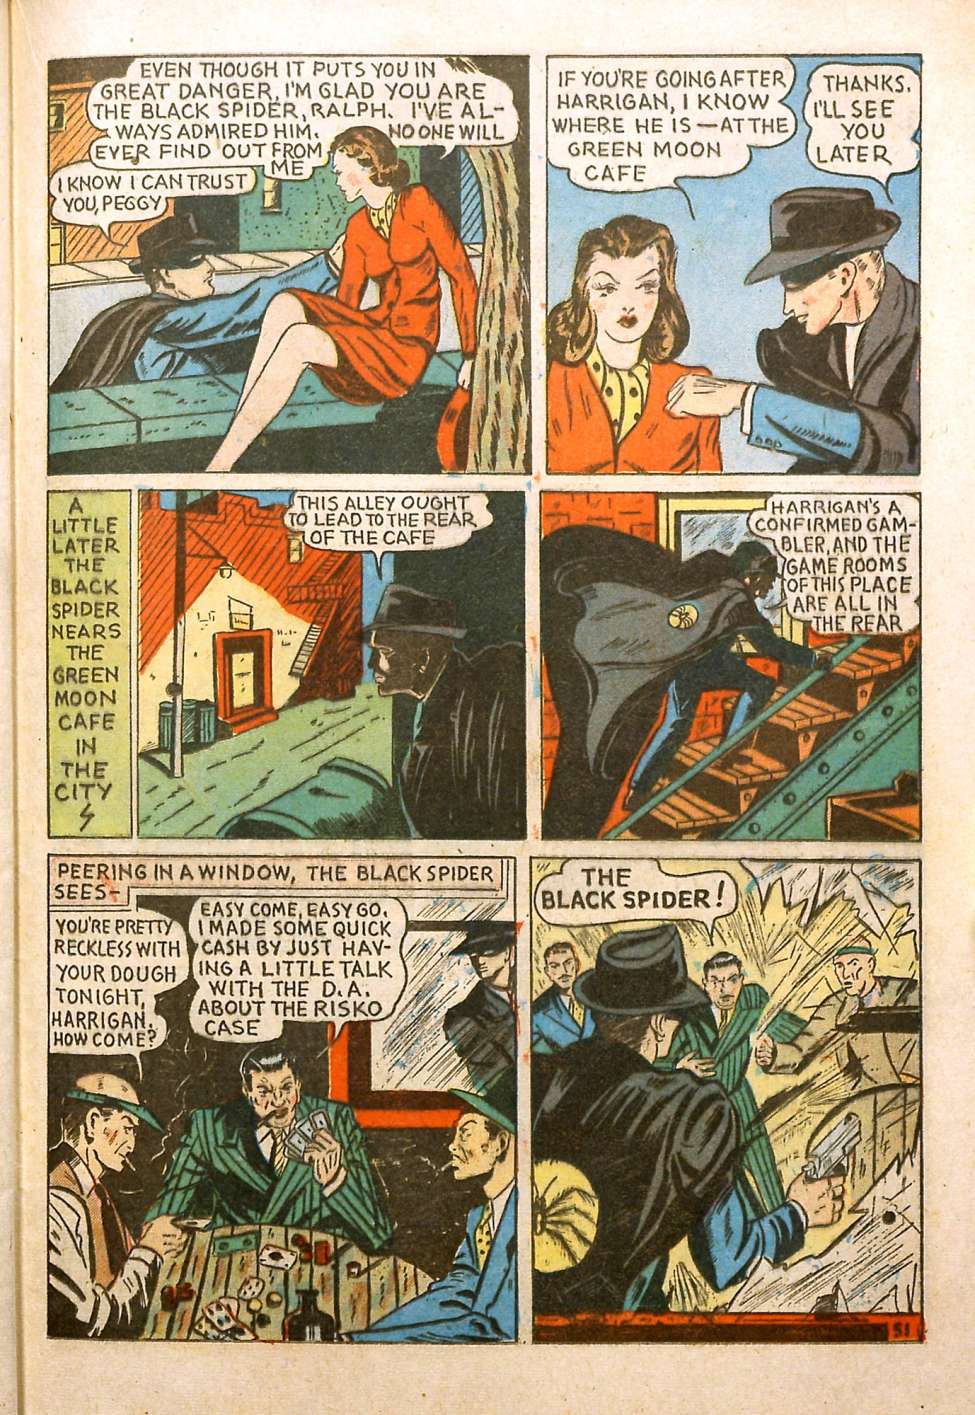 EVEN THOUGH IT PUTS YOU IN
GREAT DANGER, I'M GLAD YOU ARE
THE BLACK SPIDER, RALPH. I'VE AL-
WAYS ADMIRED HIM. NO ONE WILL
EVER FIND OUT FROM
ME
I KNOW I CAN TRUST
YOU, PEGGY
IF YOU'RE GOING AFTER
HARRIGAN, I KNOW
WHERE HE IS — AT THE
GREEN MOON
CAFE
THANKS.
I'LL SEE
YOU
LATER
A
LITTLE
LATER
THE
BLACK
SPIDER
NEARS
THE
GREEN
MOON
CAFE
IN
THE
CITY
THIS ALLEY OUGHT
TO LEAD TO THE REAR
OF THE CAFE
HARRIGAN'S A
CONFIRMED GAM-
BLER, AND THE
GAME ROOMS
OF THIS PLACE
ARE ALL IN
THE REAR
PEERING IN A WINDOW, THE BLACK SPIDER
SEES-
YOU'RE PRETTY
RECKLESS WITH
YOUR DOUGH
TONIGHT,
HARRIGAN.
HOW COME?
EASY COME, EASY GO.
I MADE SOME QUICK
CASH BY JUST HAV-
ING A LITTLE TALK
WITH THE D.A.
ABOUT THE RISKO
CASE
THE
BLACK SPIDER!
51